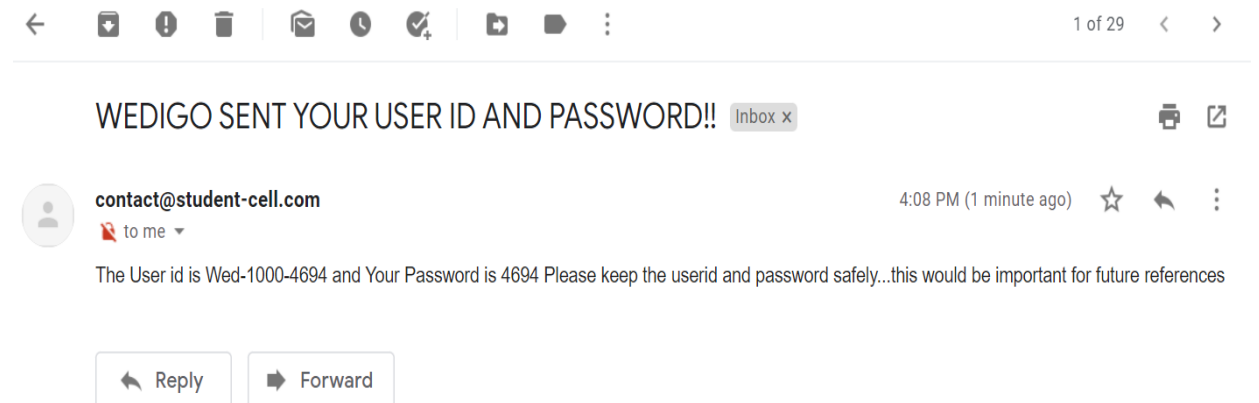 1 of 29
WEDIGO SENT YOUR USER ID AND PASSWORD!! Inbox x
contact@student-cell.com 4:08 PM (1 minute ago)
to me
The User id is Wed-1000-4694 and Your Password is 4694 Please keep the userid and password safely...this would be important for future references
Reply Forward